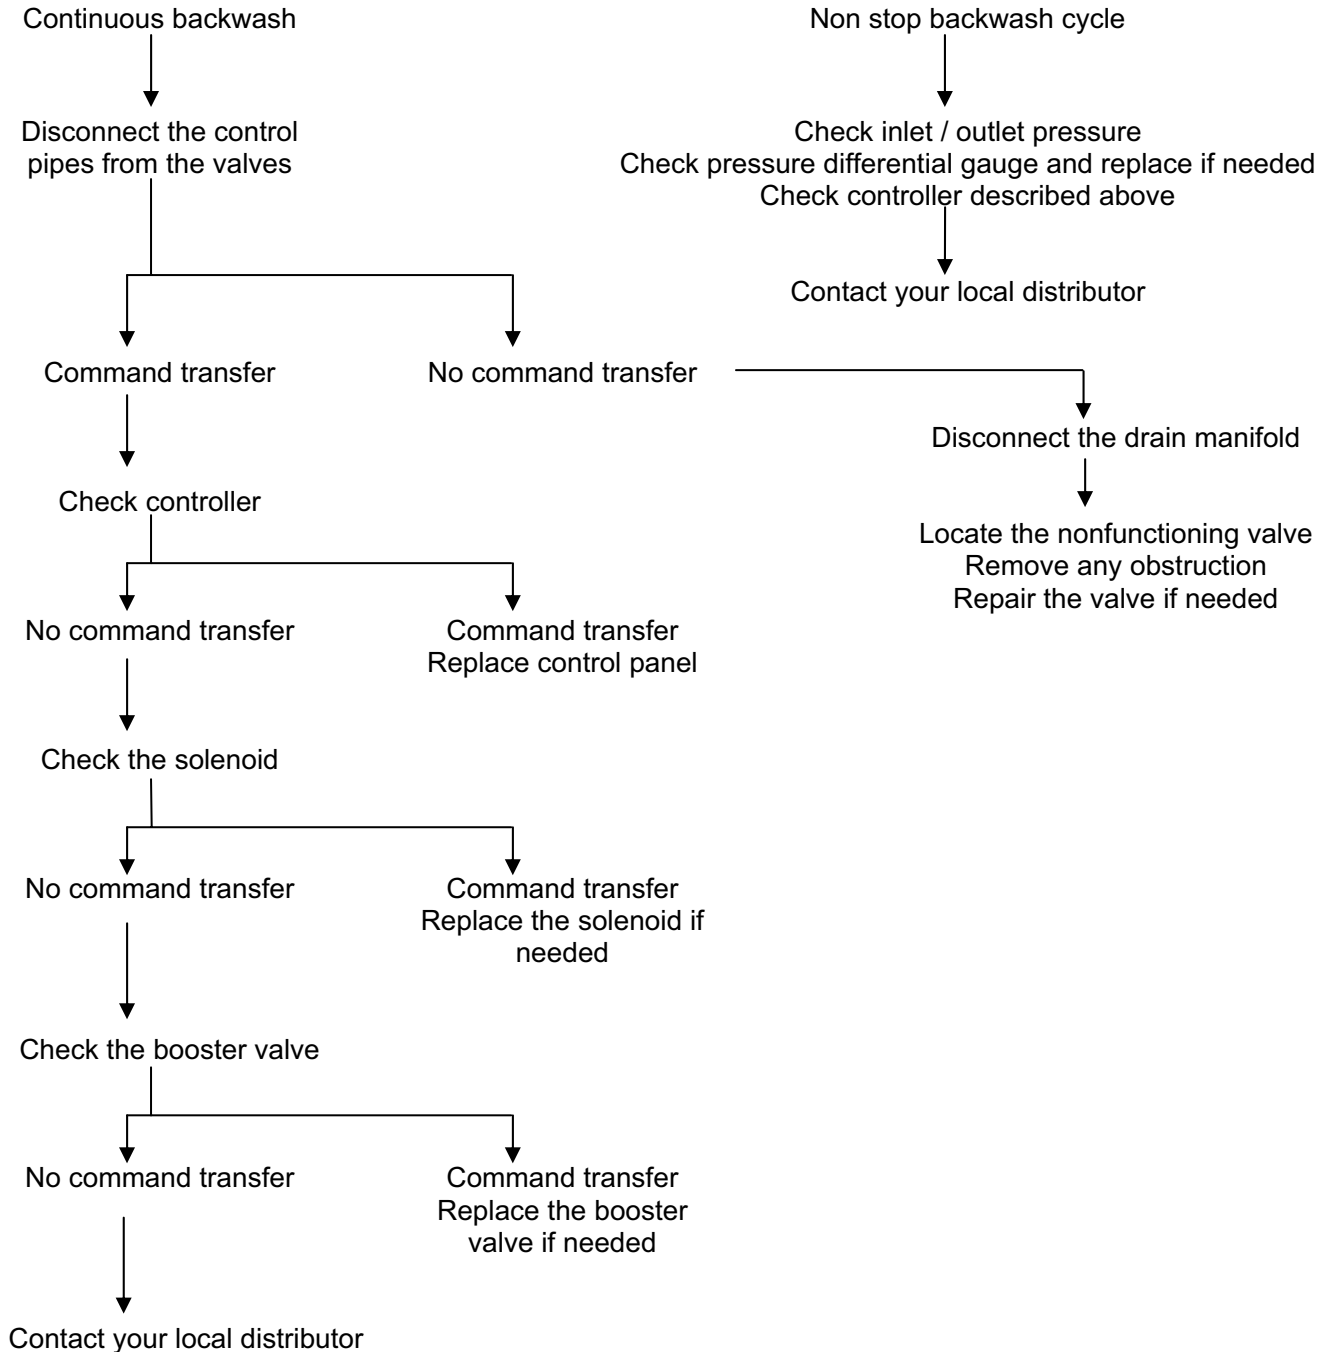 Continuous backwash
Disconnect the control
pipes from the valves
Command transfer
No command transfer
Check controller
No command transfer
Command transfer
Replace control panel
Check the solenoid
No command transfer
Command transfer
Replace the solenoid if
needed
Check the booster valve
No command transfer
Command transfer
Replace the booster
valve if needed
Contact your local distributor
Non stop backwash cycle
Check inlet / outlet pressure
Check pressure differential gauge and replace if needed
Check controller described above
Contact your local distributor
Disconnect the drain manifold
Locate the nonfunctioning valve
Remove any obstruction
Repair the valve if needed